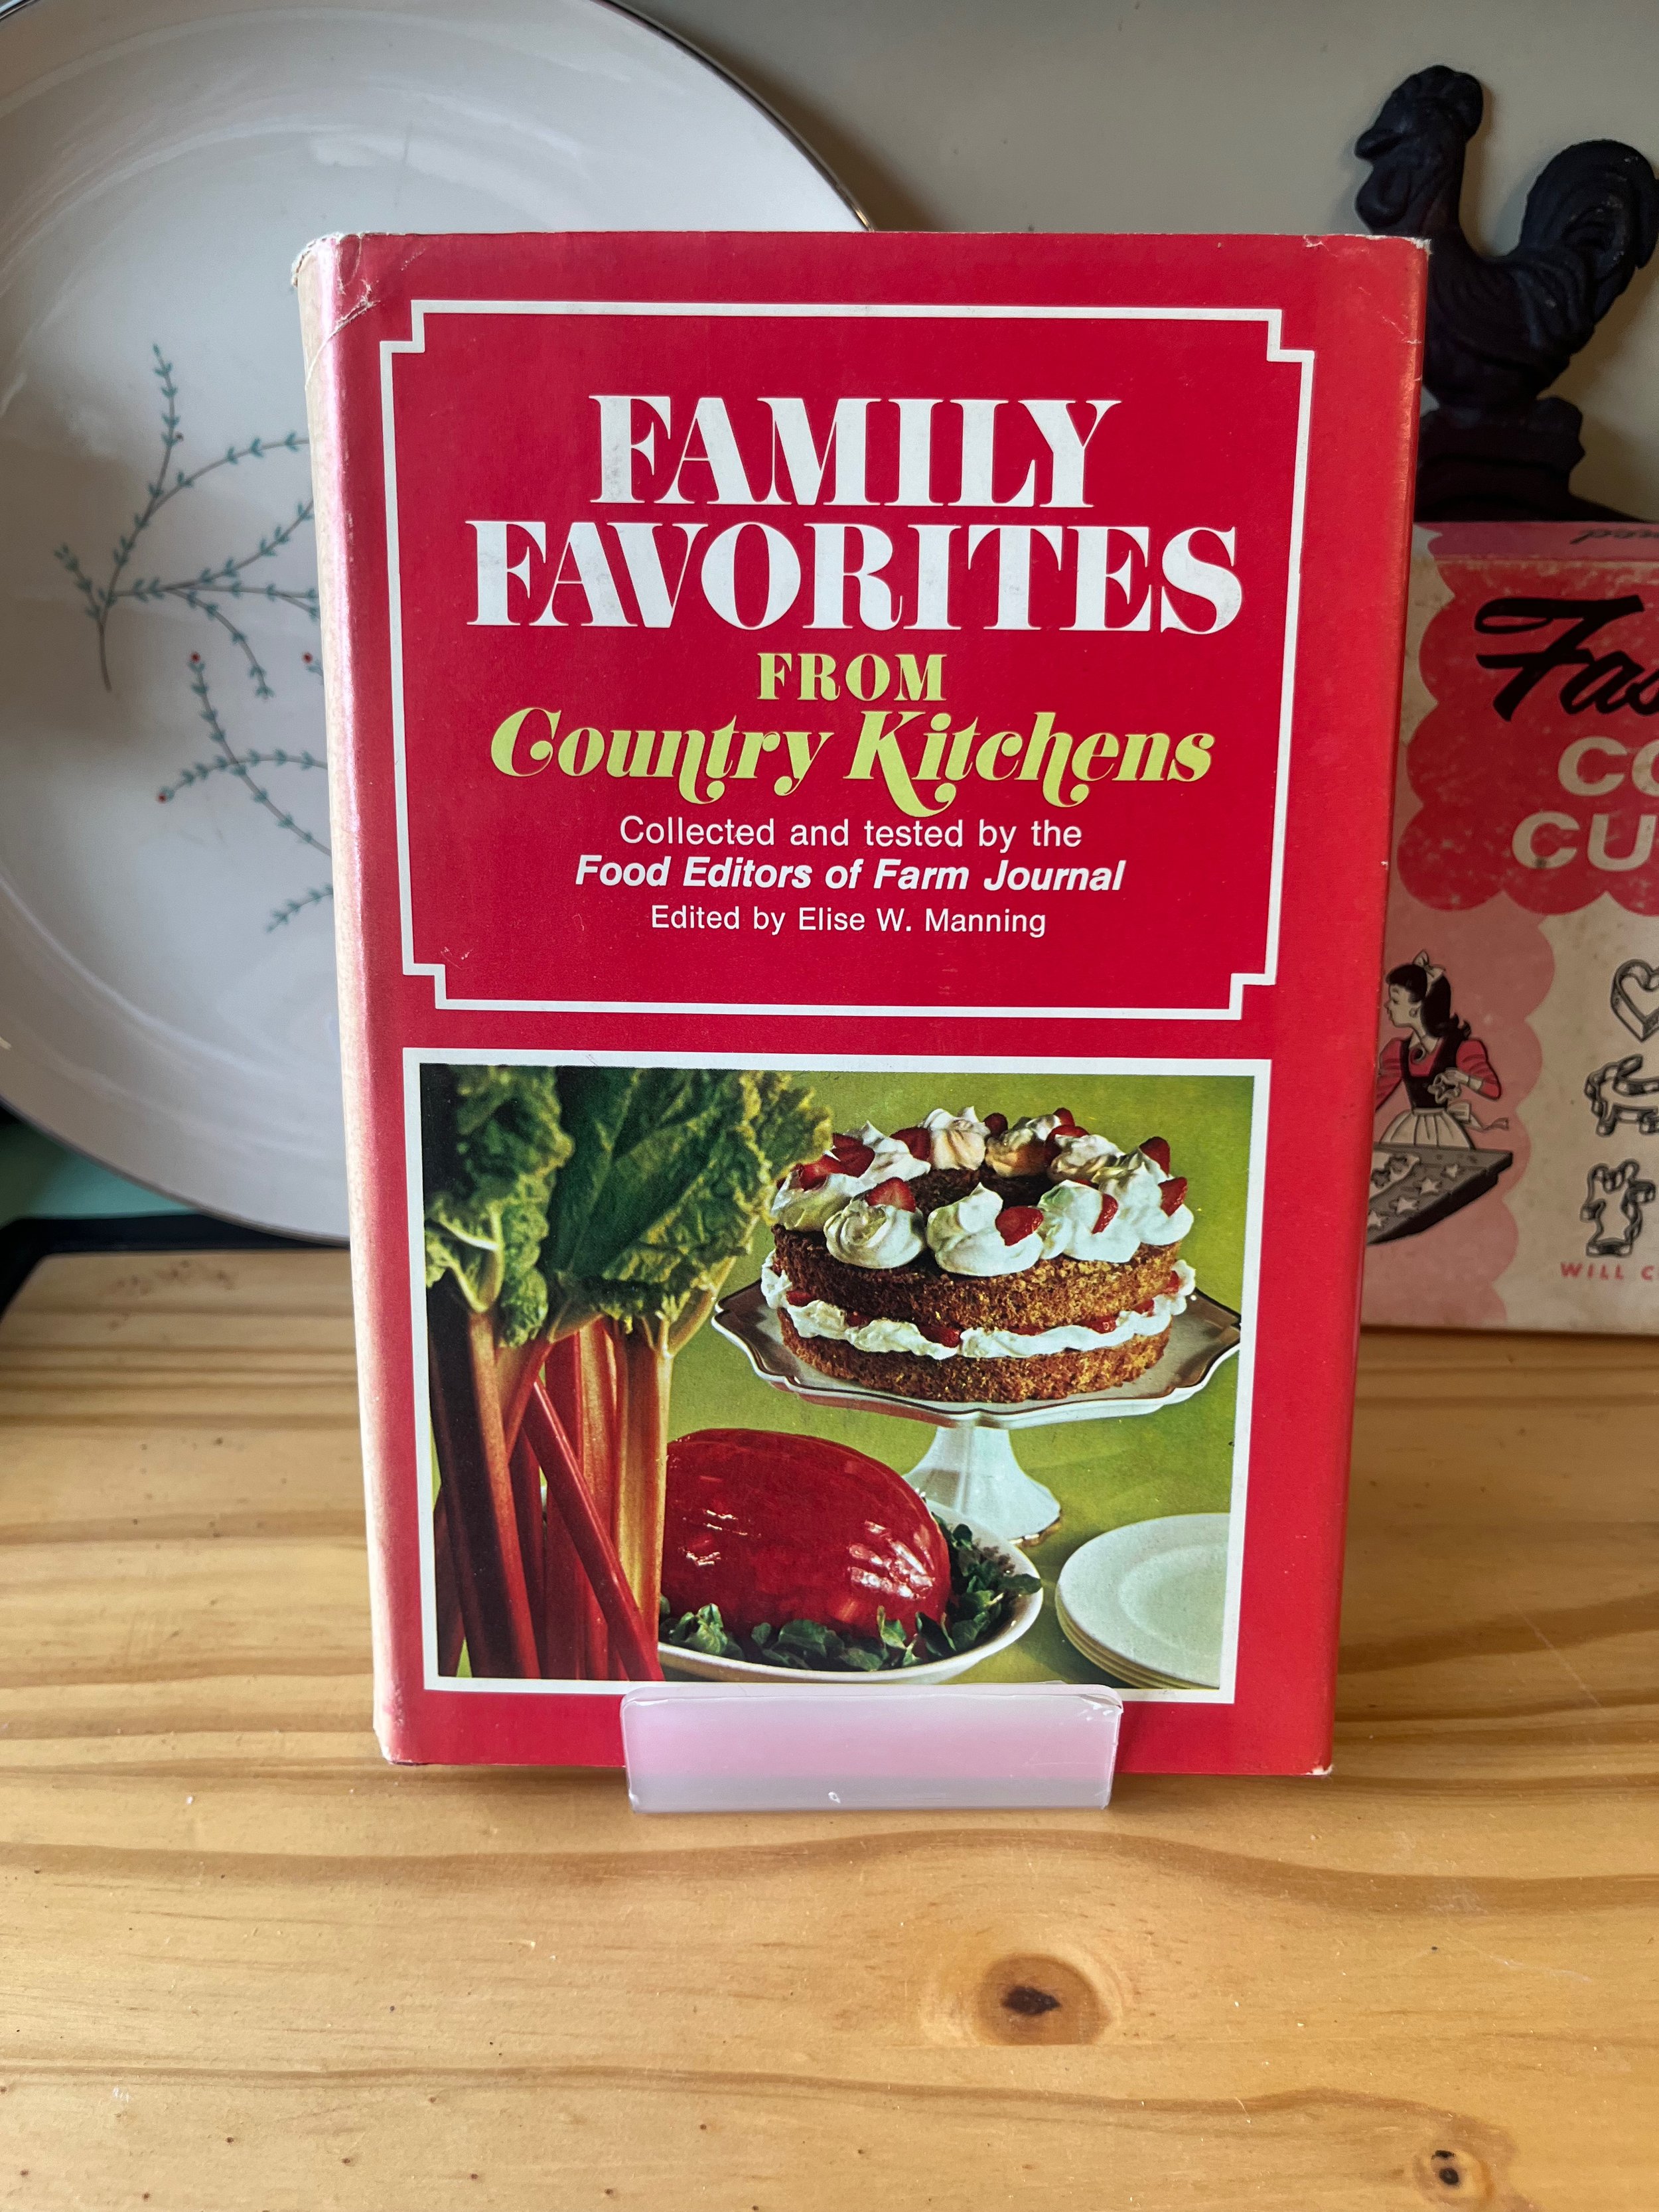 FAMILY
FAVORITES
FROM
Country Kitchens
Collected and tested by the
Food Editors of Farm Journal
Edited by Elise W. Manning
CO
CU
WILL